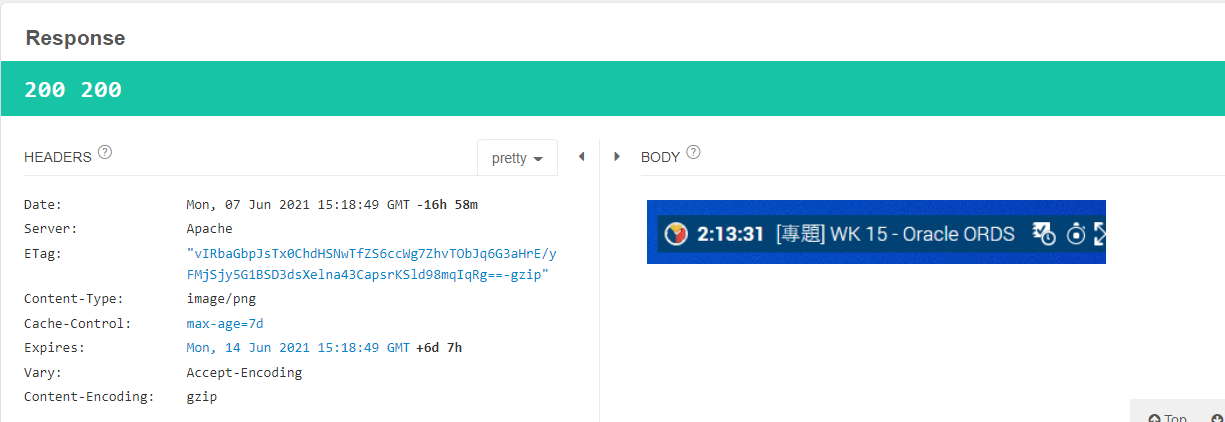 Response
200 200
HEADERS ?
pretty
Date: Mon, 07 Jun 2021 15:18:49 GMT -16h 58m
Server: Apache
ETag: "vIRbaGbpJsTx0ChdHSNwTfZS6ccWg7ZhvTObJq6G3aHrE/y
FMjSjy5G1BSD3dsXelna43CapsrKSld98mqIqRg==-gzip"
Content-Type: image/png
Cache-Control: max-age=7d
Expires: Mon, 14 Jun 2021 15:18:49 GMT +6d 7h
Vary: Accept-Encoding
Content-Encoding: gzip
BODY ?
2:13:31 [專題] WK 15 - Oracle ORDS
Top